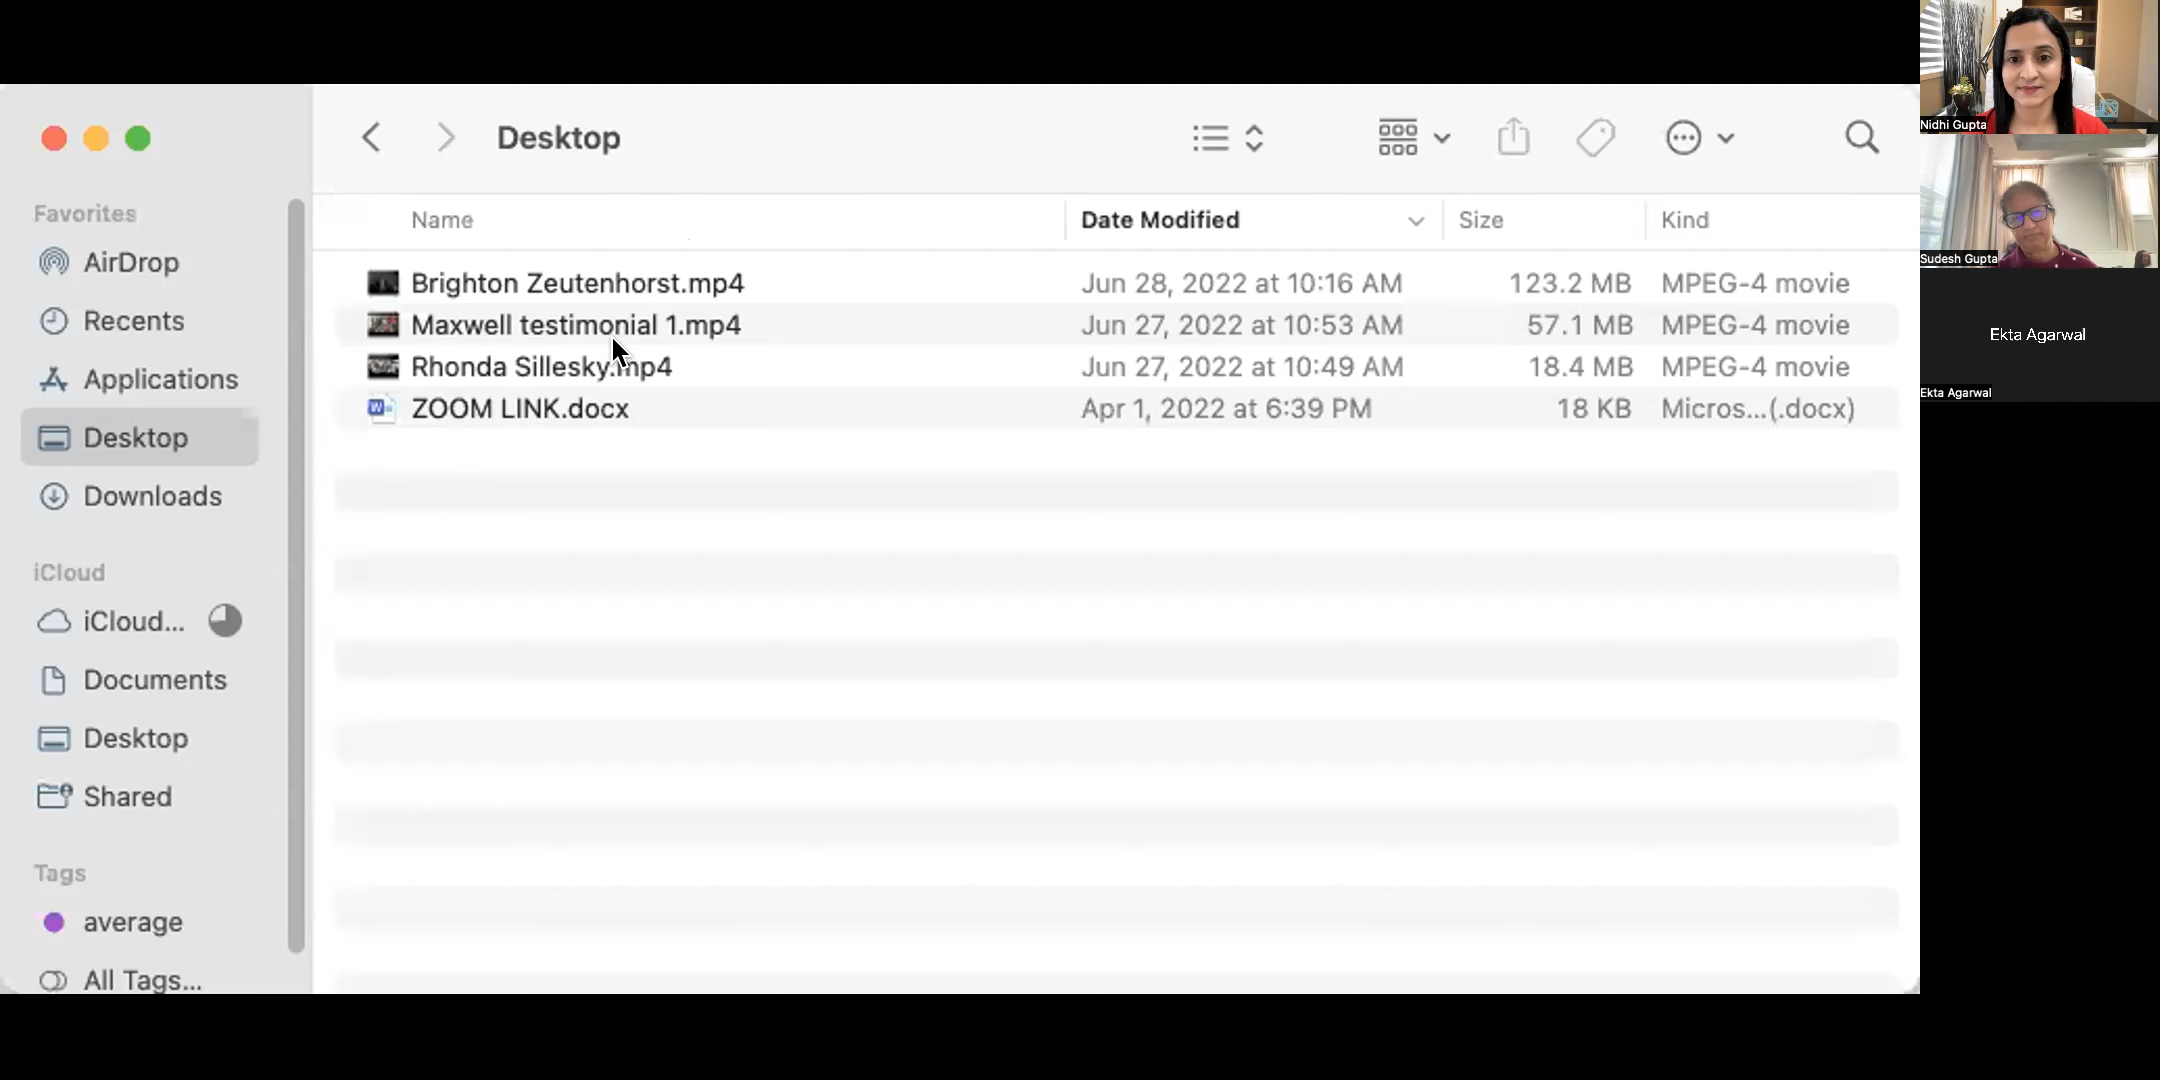 Desktop
Favorites
AirDrop
Recents
Applications
Desktop
Downloads
iCloud
iCloud...
Documents
Desktop
Shared
Tags
average
All Tags...
Name Date Modified Size Kind
Brighton Zeutenhorst.mp4 Jun 28, 2022 at 10:16 AM 123.2 MB MPEG-4 movie
Maxwell testimonial 1.mp4 Jun 27, 2022 at 10:53 AM 57.1 MB MPEG-4 movie
Rhonda Sillesky.mp4 Jun 27, 2022 at 10:49 AM 18.4 MB MPEG-4 movie
ZOOM LINK.docx Apr 1, 2022 at 6:39 PM 18 KB Micros...(.docx)
Nidhi Gupta
Sudesh Gupta
Ekta Agarwal
Ekta Agarwal